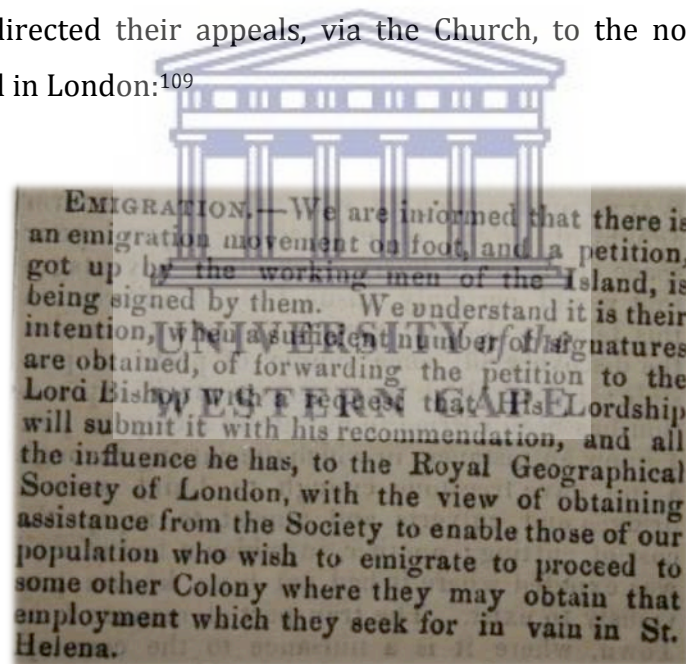 directed their appeals, via the Church, to the no
l in London:109
EMIGRATION.—We are informed that there is
an emigration movement on foot, and a petition,
got up by the working men of the Island, is
being signed by them. We understand it is their
intention, when a sufficient number of signatures
are obtained, of forwarding the petition to the
Lord Bishop with a request that His Lordship
will submit it with his recommendation, and all
the influence he has, to the Royal Geographical
Society of London, with the view of obtaining
assistance from the Society to enable those of our
population who wish to emigrate to proceed to
some other Colony where they may obtain that
employment which they seek for in vain in St.
Helena.
UNIVERSITY of the
WESTERN CAPE